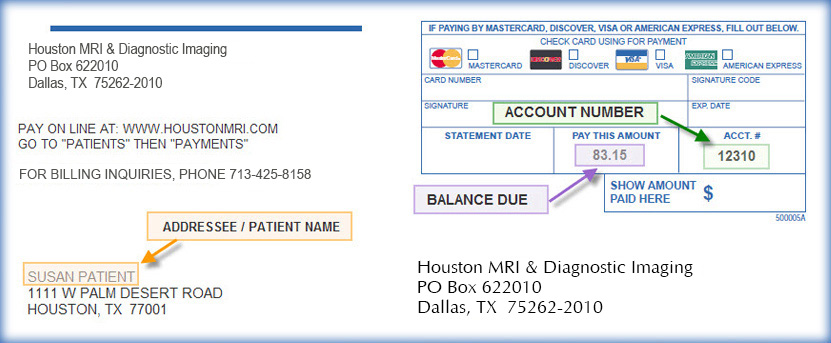 Houston MRI & Diagnostic Imaging
PO Box 622010
Dallas, TX 75262-2010
PAY ON LINE AT: WWW.HOUSTONMRI.COM
GO TO "PATIENTS" THEN "PAYMENTS"
FOR BILLING INQUIRIES, PHONE 713-425-8158
ADDRESSEE / PATIENT NAME
SUSAN PATIENT
1111 W PALM DESERT ROAD
HOUSTON, TX 77001
IF PAYING BY MASTERCARD, DISCOVER, VISA OR AMERICAN EXPRESS, FILL OUT BELOW.
CHECK CARD USING FOR PAYMENT
MASTERCARD DISCOVER VISA AMERICAN EXPRESS
CARD NUMBER SIGNATURE CODE
SIGNATURE ACCOUNT NUMBER EXP. DATE
STATEMENT DATE PAY THIS AMOUNT ACCT. #
83.15 12310
BALANCE DUE
SHOW AMOUNT
PAID HERE $
500005A
Houston MRI & Diagnostic Imaging
PO Box 622010
Dallas, TX 75262-2010